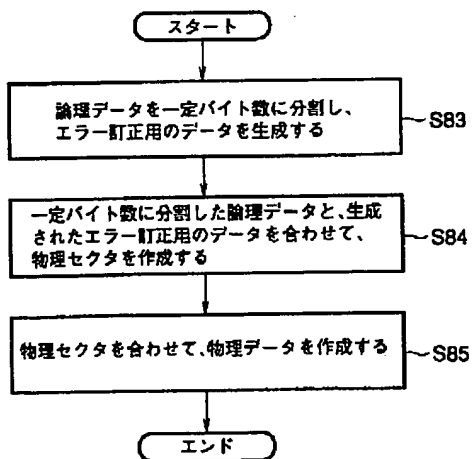 スタート
論理データを一定バイト数に分割し、
エラー訂正用のデータを生成する
S83
一定バイト数に分割した論理データと、生成
されたエラー訂正用のデータを合わせて、
物理セクタを作成する
S84
物理セクタを合わせて、物理データを作成する
S85
エンド